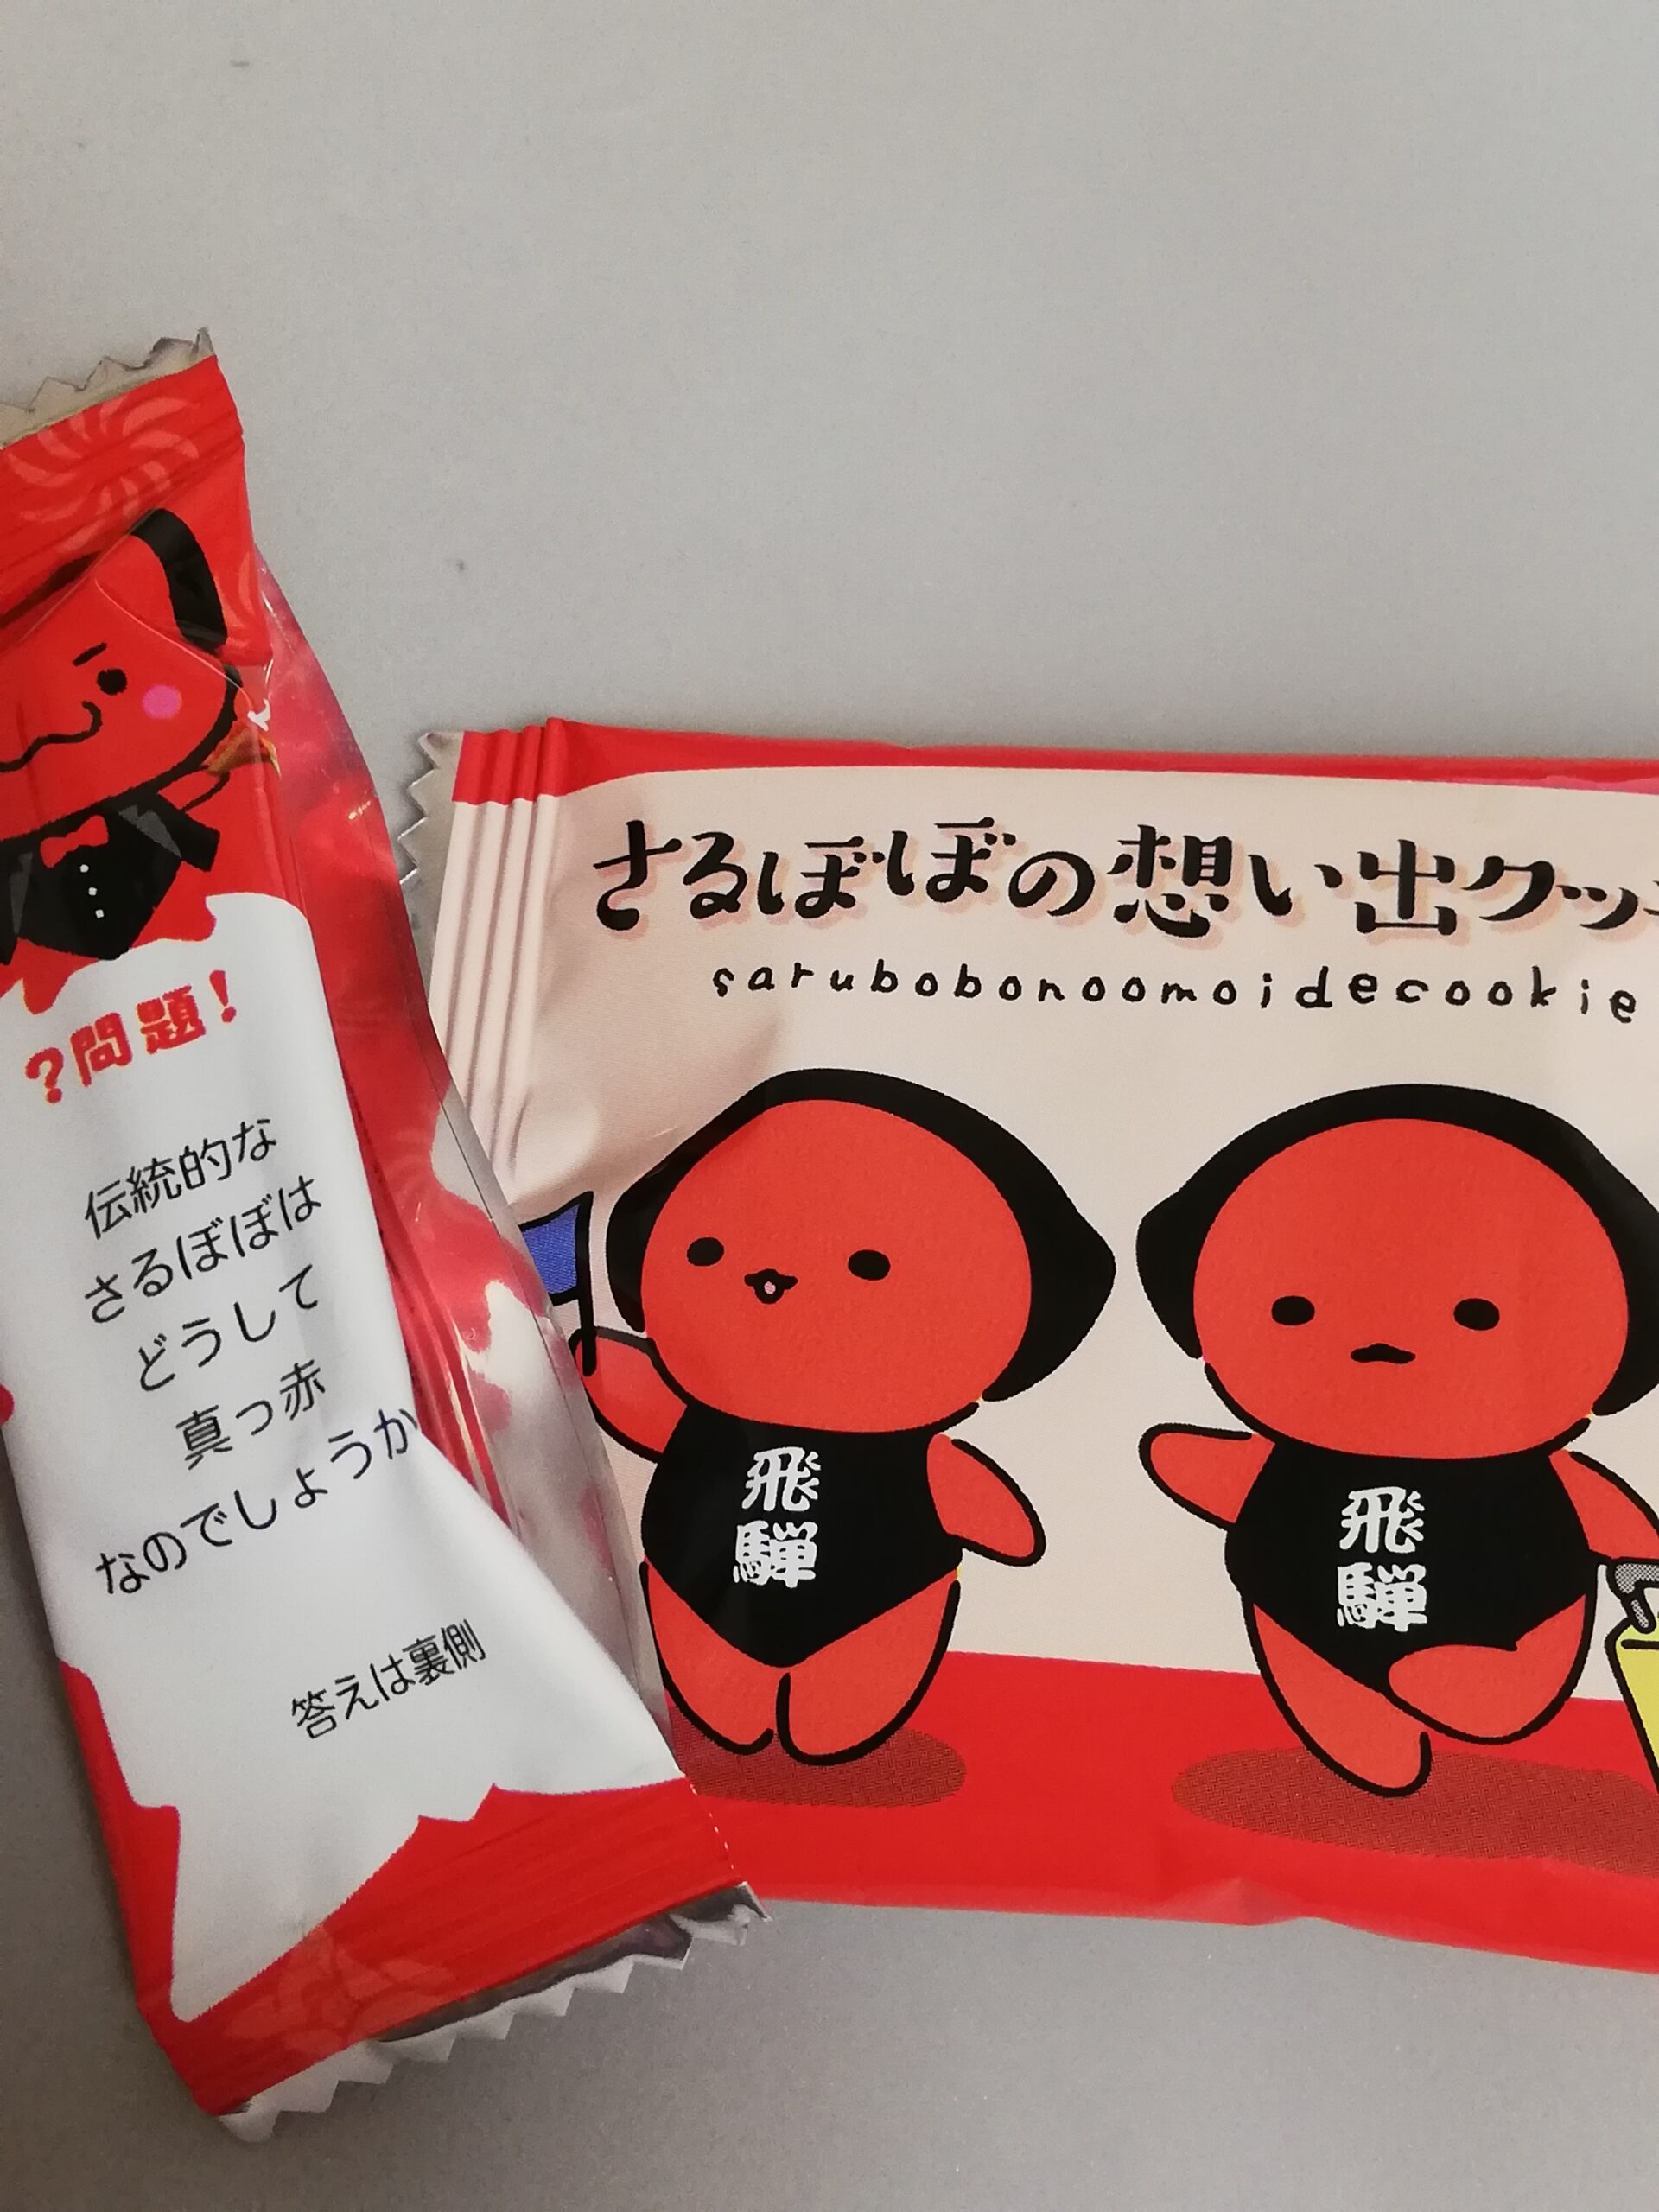 ?問題!
伝統的な
さるぼぼは
どうして
真っ赤
なのでしょうか
答えは裏側
さるぼぼの想い出クッ
sarubobonoomoidecookie
飛騨
飛騨